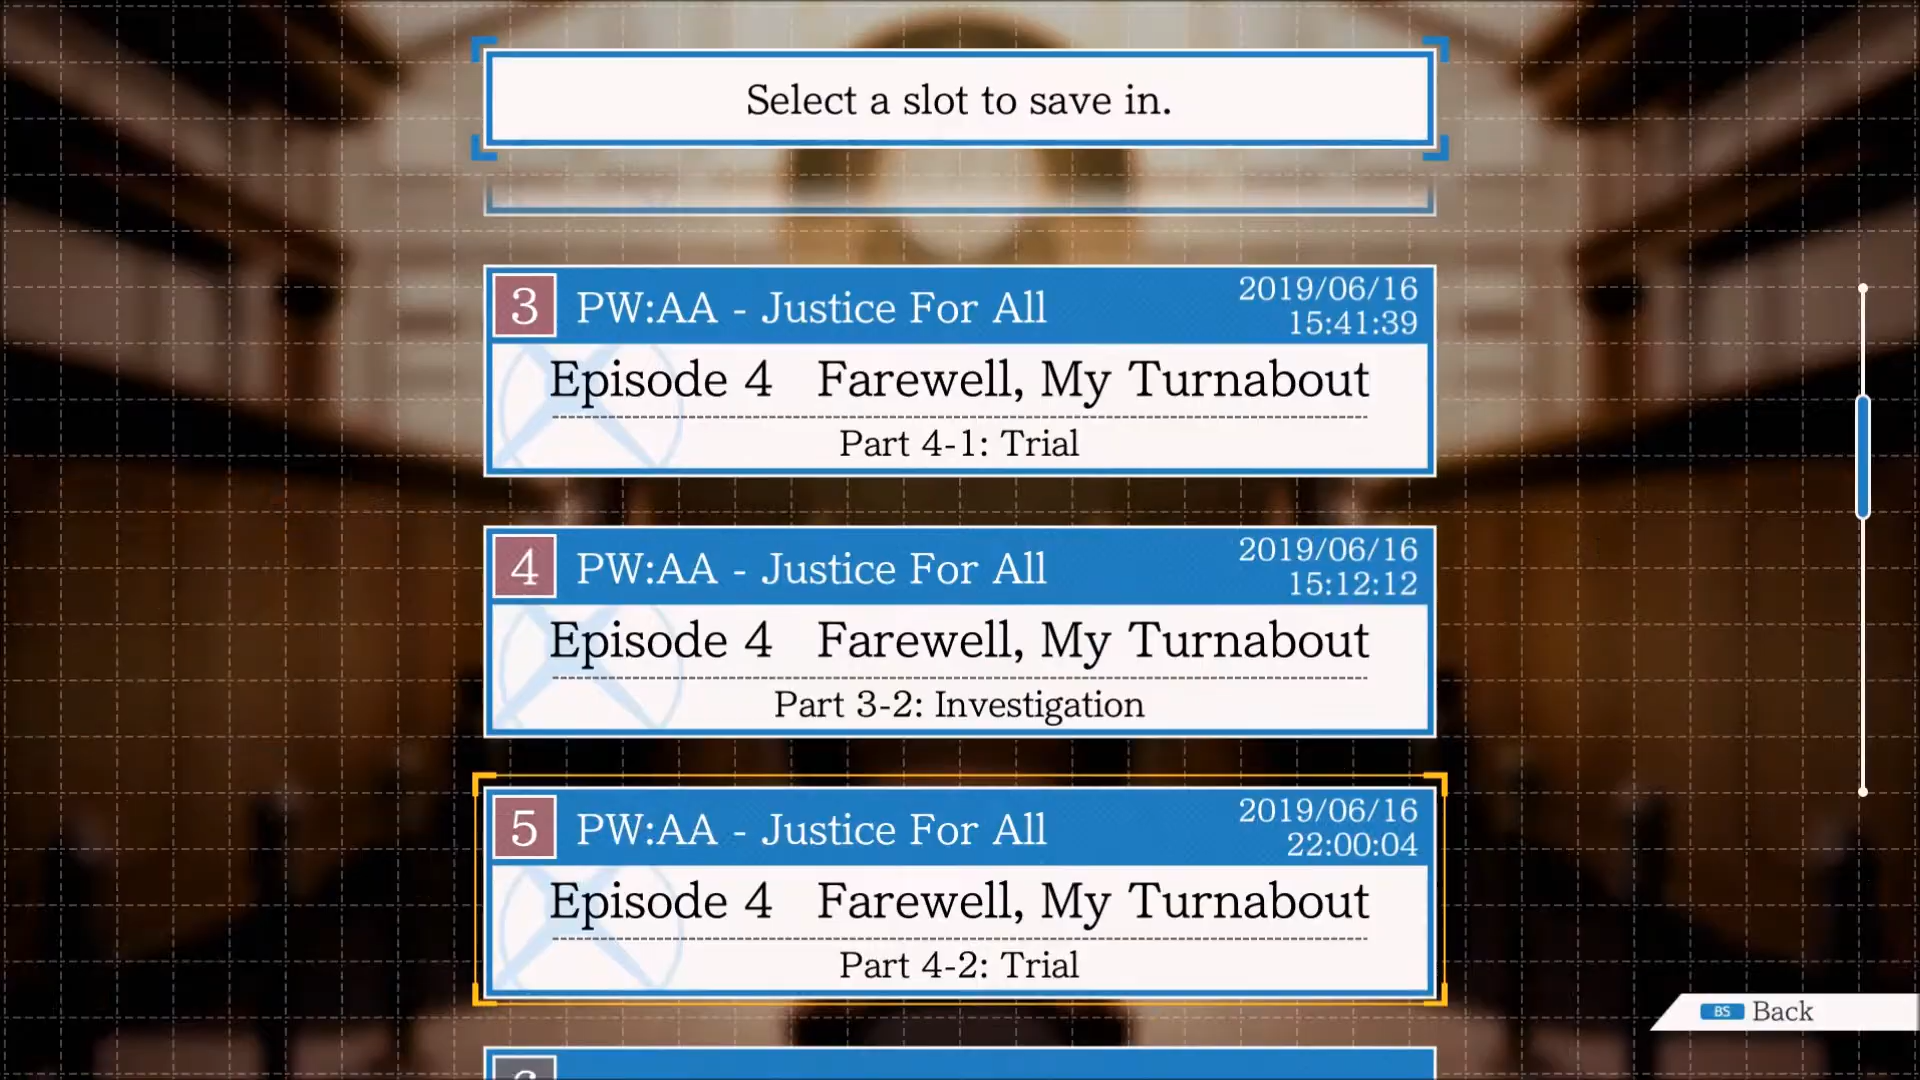 Select a slot to save in.
3 PW:AA - Justice For All 2019/06/16
15:41:39
Episode 4 Farewell, My Turnabout
Part 4-1: Trial
4 PW:AA - Justice For All 2019/06/16
15:12:12
Episode 4 Farewell, My Turnabout
Part 3-2: Investigation
5 PW:AA - Justice For All 2019/06/16
22:00:04
Episode 4 Farewell, My Turnabout
Part 4-2: Trial
BS Back